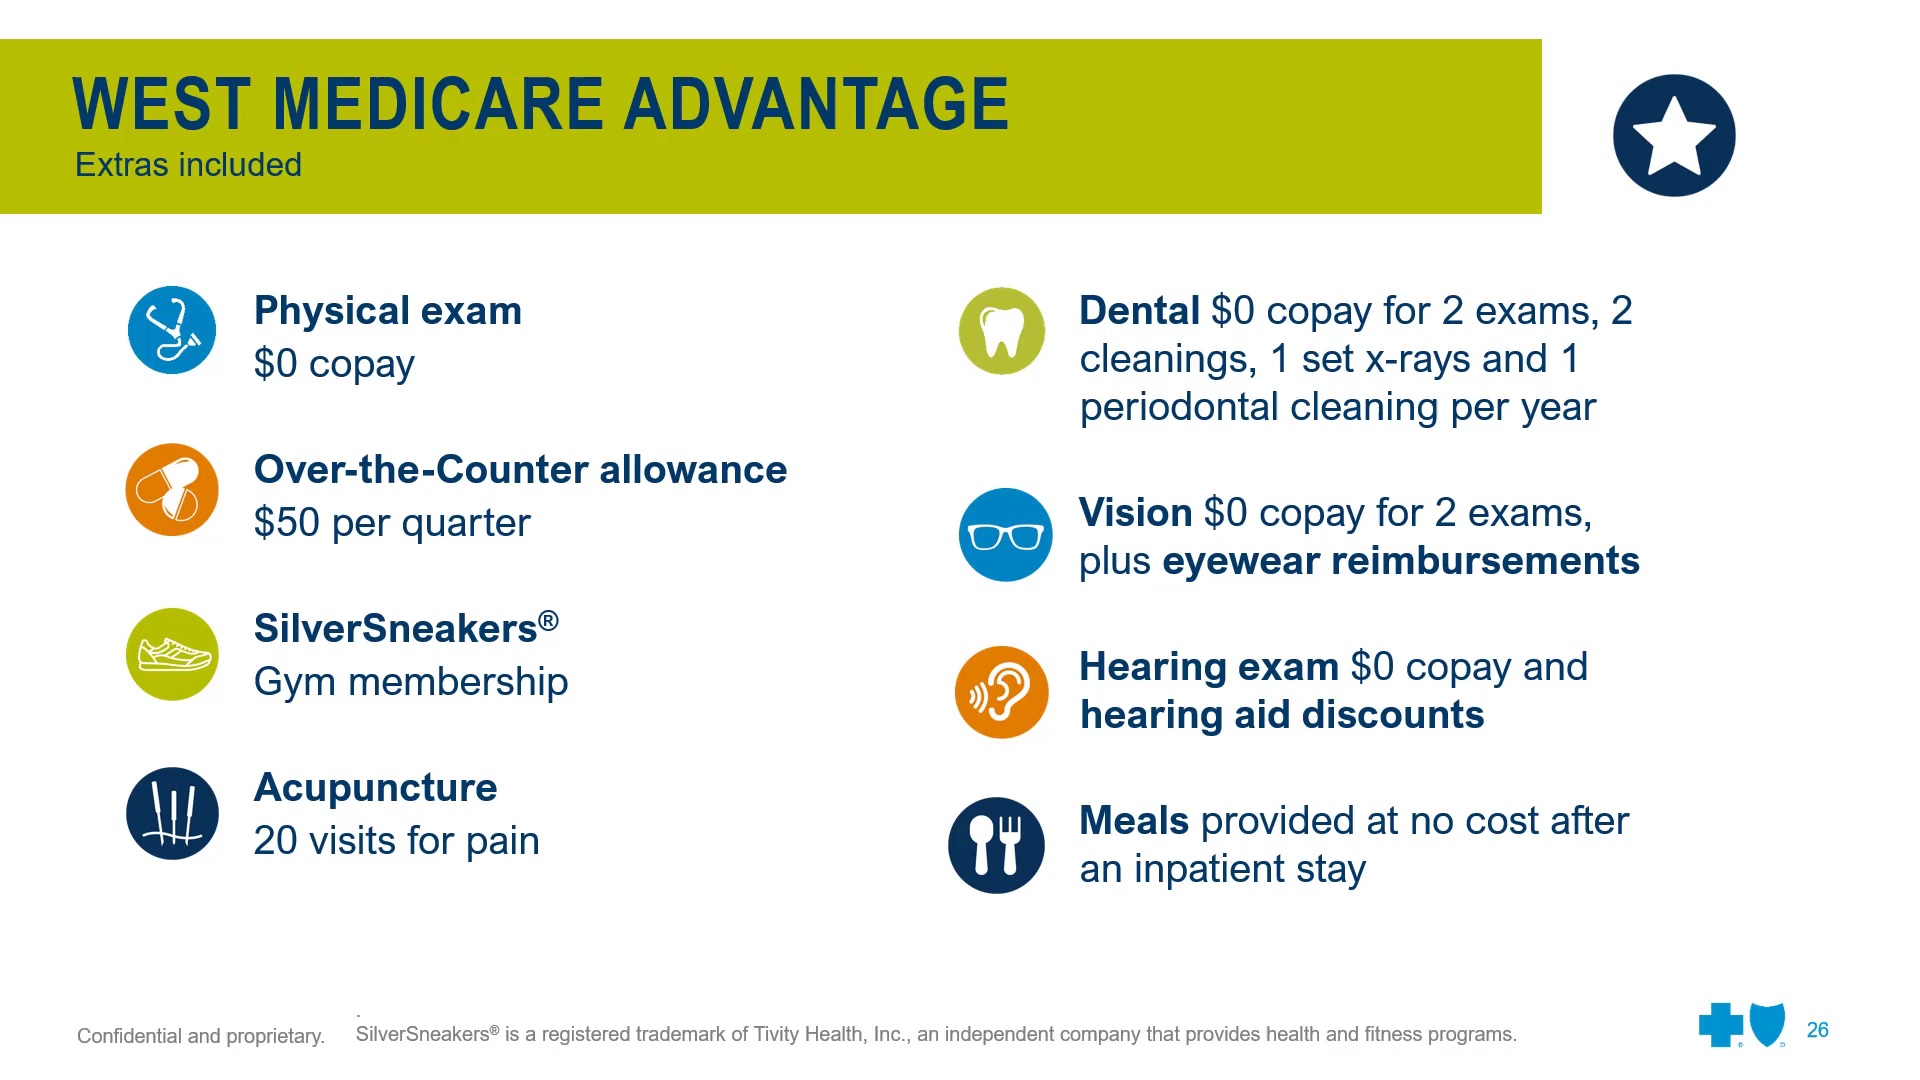 WEST MEDICARE ADVANTAGE
Extras included
Physical exam
$0 copay
Over-the-Counter allowance
$50 per quarter
SilverSneakers®
Gym membership
Acupuncture
20 visits for pain
Dental $0 copay for 2 exams, 2
cleanings, 1 set x-rays and 1
periodontal cleaning per year
Vision $0 copay for 2 exams,
plus eyewear reimbursements
Hearing exam $0 copay and
hearing aid discounts
Meals provided at no cost after
an inpatient stay
.
Confidential and proprietary.
SilverSneakers® is a registered trademark of Tivity Health, Inc., an independent company that provides health and fitness programs.
26